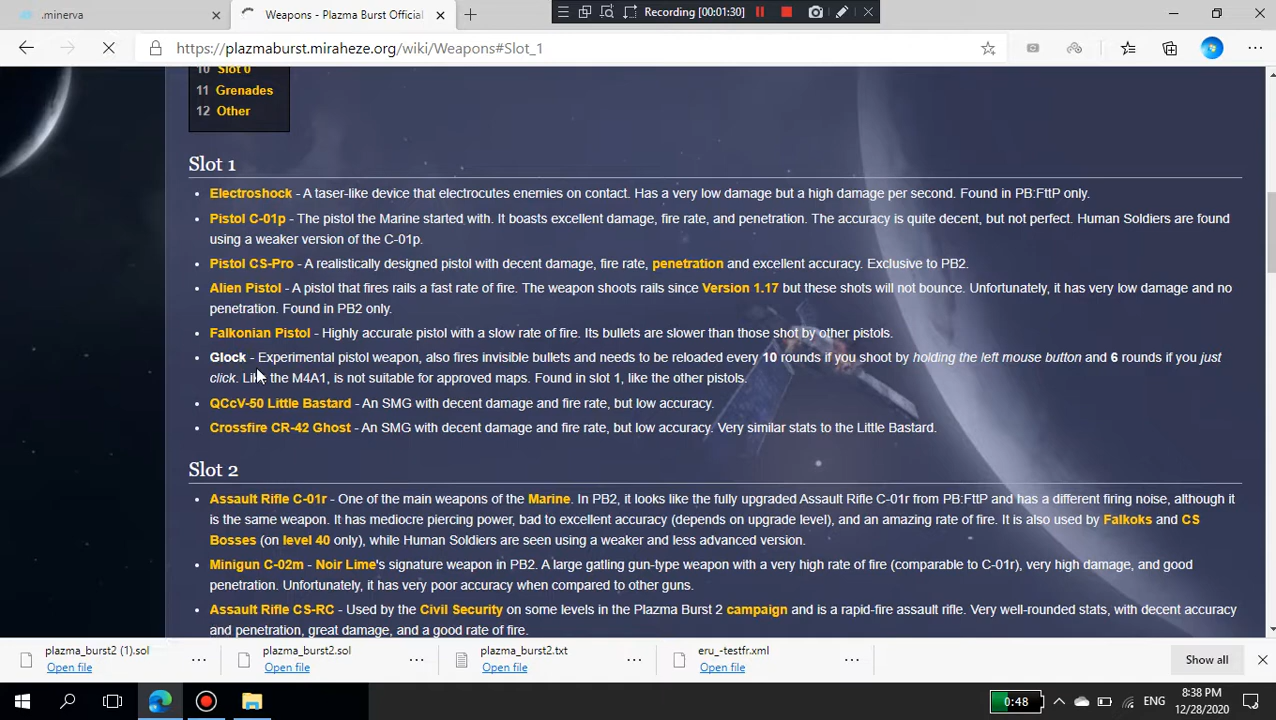 .minerva
Weapons - Plazma Burst Official
Recording [00:01:30]
https://plazmaburst.miraheze.org/wiki/Weapons#Slot_1
10 Slot 0
11 Grenades
12 Other
Slot 1
Electroshock - A taser-like device that electrocutes enemies on contact. Has a very low damage but a high damage per second. Found in PB:FttP only.
Pistol C-01p - The pistol the Marine started with. It boasts excellent damage, fire rate, and penetration. The accuracy is quite decent, but not perfect. Human Soldiers are found
using a weaker version of the C-01p.
Pistol CS-Pro - A realistically designed pistol with decent damage, fire rate, penetration and excellent accuracy. Exclusive to PB2.
Alien Pistol - A pistol that fires rails a fast rate of fire. The weapon shoots rails since Version 1.17 but these shots will not bounce. Unfortunately, it has very low damage and no
penetration. Found in PB2 only.
Falkonian Pistol - Highly accurate pistol with a slow rate of fire. Its bullets are slower than those shot by other pistols.
Glock - Experimental pistol weapon, also fires invisible bullets and needs to be reloaded every 10 rounds if you shoot by holding the left mouse button and 6 rounds if you just
click. Like the M4A1, is not suitable for approved maps. Found in slot 1, like the other pistols.
QCcV-50 Little Bastard - An SMG with decent damage and fire rate, but low accuracy.
Crossfire CR-42 Ghost - An SMG with decent damage and fire rate, but low accuracy. Very similar stats to the Little Bastard.
Slot 2
Assault Rifle C-01r - One of the main weapons of the Marine. In PB2, it looks like the fully upgraded Assault Rifle C-01r from PB:FttP and has a different firing noise, although it
is the same weapon. It has mediocre piercing power, bad to excellent accuracy (depends on upgrade level), and an amazing rate of fire. It is also used by Falkoks and CS
Bosses (on level 40 only), while Human Soldiers are seen using a weaker and less advanced version.
Minigun C-02m - Noir Lime's signature weapon in PB2. A large gatling gun-type weapon with a very high rate of fire (comparable to C-01r), very high damage, and good
penetration. Unfortunately, it has very poor accuracy when compared to other guns.
Assault Rifle CS-RC - Used by the Civil Security on some levels in the Plazma Burst 2 campaign and is a rapid-fire assault rifle. Very well-rounded stats, with decent accuracy
and penetration, great damage, and a good rate of fire.
plazma_burst2 (1).sol
Open file
plazma_burst2.sol
Open file
plazma_burst2.txt
Open file
eru_-testfr.xml
Open file
Show all
0:48
ENG
8:38 PM
12/28/2020